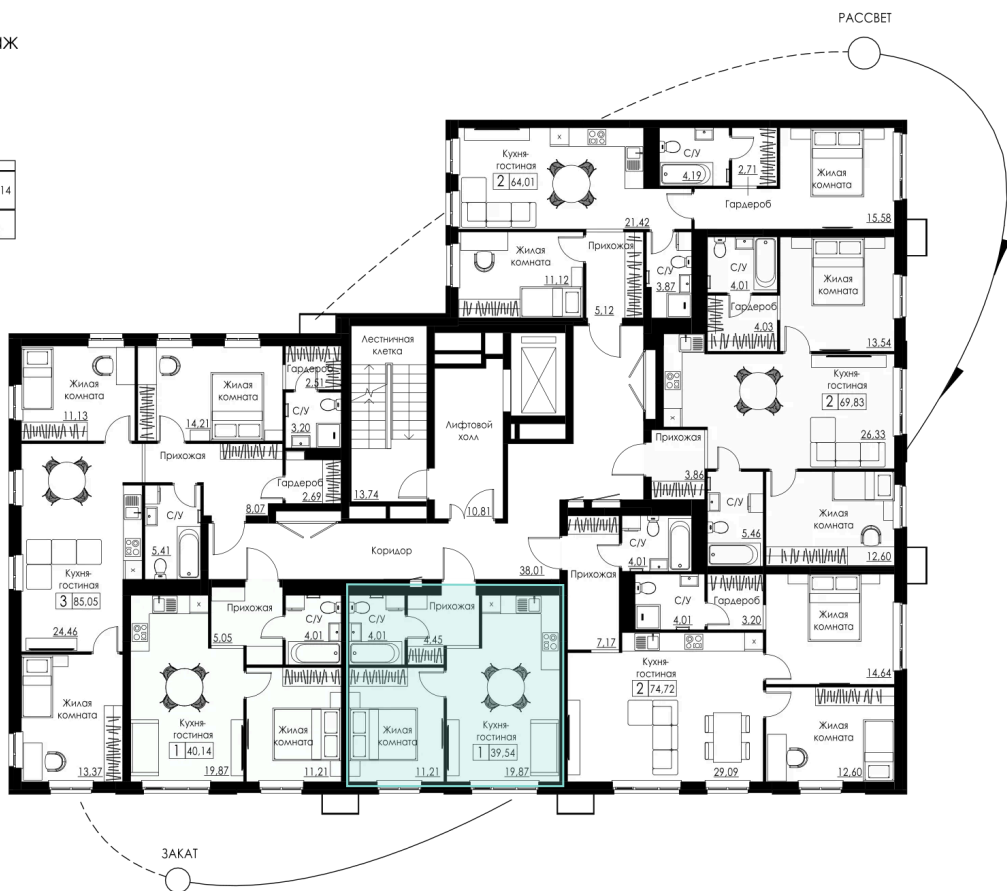 РАССВЕТ
14
Кухня-
гостиная
2 64,01
21.42
С/У
4.19
2.71
Гардероб
Жилая
комната
15.58
Жилая
комната
11.12
Прихожая
5.12
С/У
3.87
С/У
4.01
Гардероб
4.03
Жилая
комната
13.54
Кухня-
гостиная
2 69,83
26.33
Прихожая
3.86
С/У
5.46
Жилая
комната
12.60
Лестничная
клетка
13.74
Лифтовой
холл
10.81
Коридор
38.01
Жилая
комната
11.13
Жилая
комната
14.21
Гардероб
2.51
С/У
3.20
Прихожая
8.07
Гардероб
2.69
С/У
5.41
Кухня-
гостиная
3 85,05
24.46
Жилая
комната
13.37
Прихожая
5.05
С/У
4.01
Кухня-
гостиная
1 40,14
19.87
Жилая
комната
11.21
С/У
4.01
Прихожая
4.45
Жилая
комната
11.21
Кухня-
гостиная
1 39,54
19.87
Прихожая
7.17
С/У
4.01
С/У
4.01
Гардероб
3.20
Кухня-
гостиная
2 74,72
29.09
Жилая
комната
14.64
Жилая
комната
12.60
ЗАКАТ